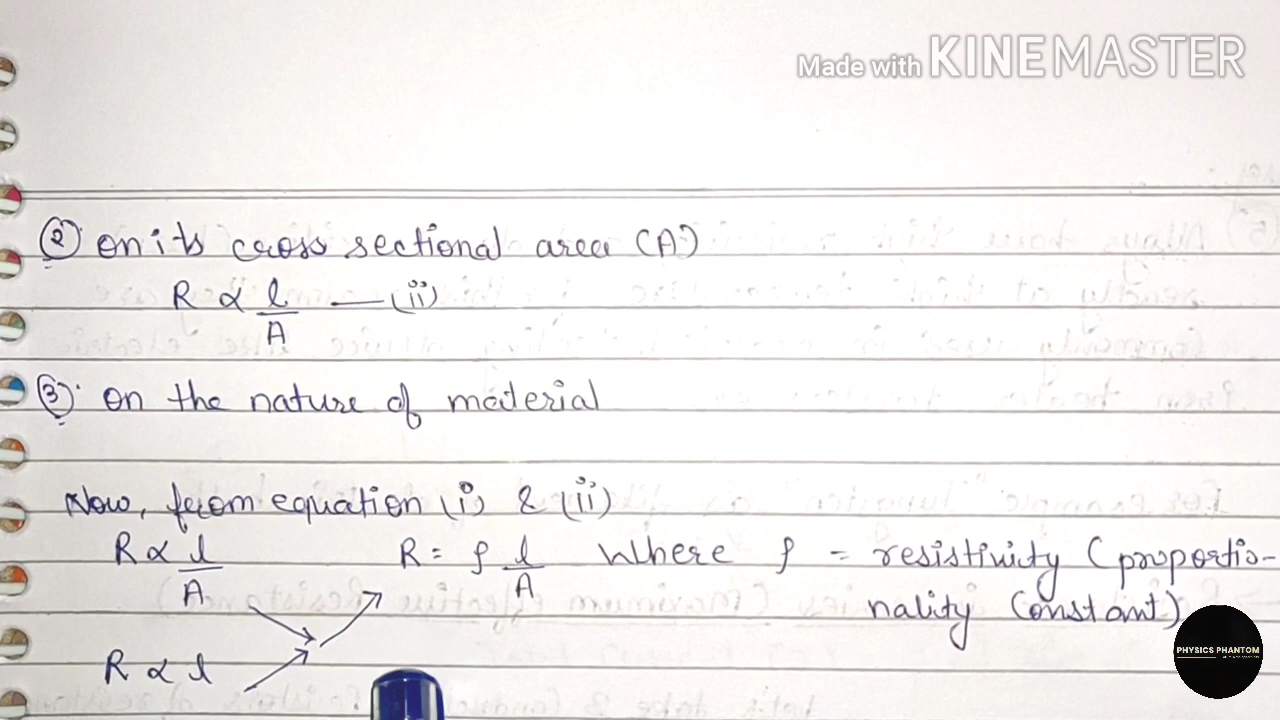 Made with KINEMASTER
② on its cross sectional area (A)
R ∝ l/A — (ii)
③ on the nature of material
Now, from equation (i) & (ii)
R ∝ l/A R = ρ l/A Where ρ = resistivity (proportio-
nality constant)
R ∝ l
PHYSICS PHANTOM